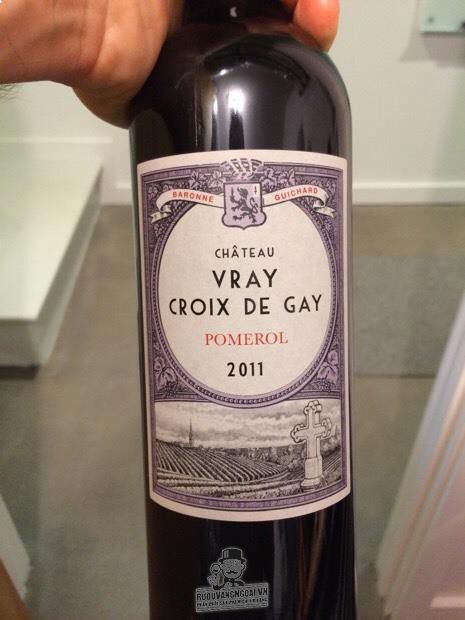 BARONNE GUICHARD
CHÂTEAU
VRAY
CROIX DE GAY
POMEROL
2011
RUOUVANGNGOAI.VN